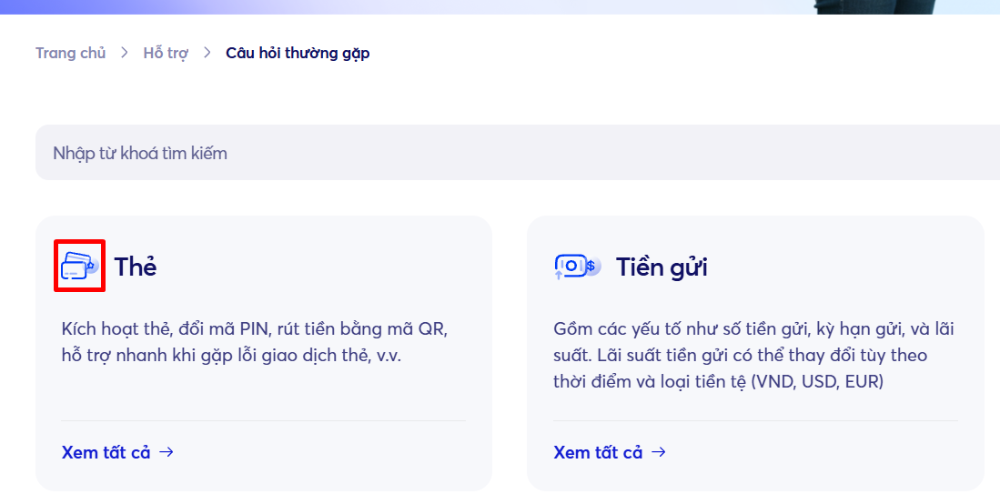 Trang chủ > Hỗ trợ > Câu hỏi thường gặp
Nhập từ khoá tìm kiếm
Thẻ
Kích hoạt thẻ, đổi mã PIN, rút tiền bằng mã QR,
hỗ trợ nhanh khi gặp lỗi giao dịch thẻ, v.v.
Xem tất cả →
Tiền gửi
Gồm các yếu tố như số tiền gửi, kỳ hạn gửi, và lãi
suất. Lãi suất tiền gửi có thể thay đổi tùy theo
thời điểm và loại tiền tệ (VND, USD, EUR)
Xem tất cả →